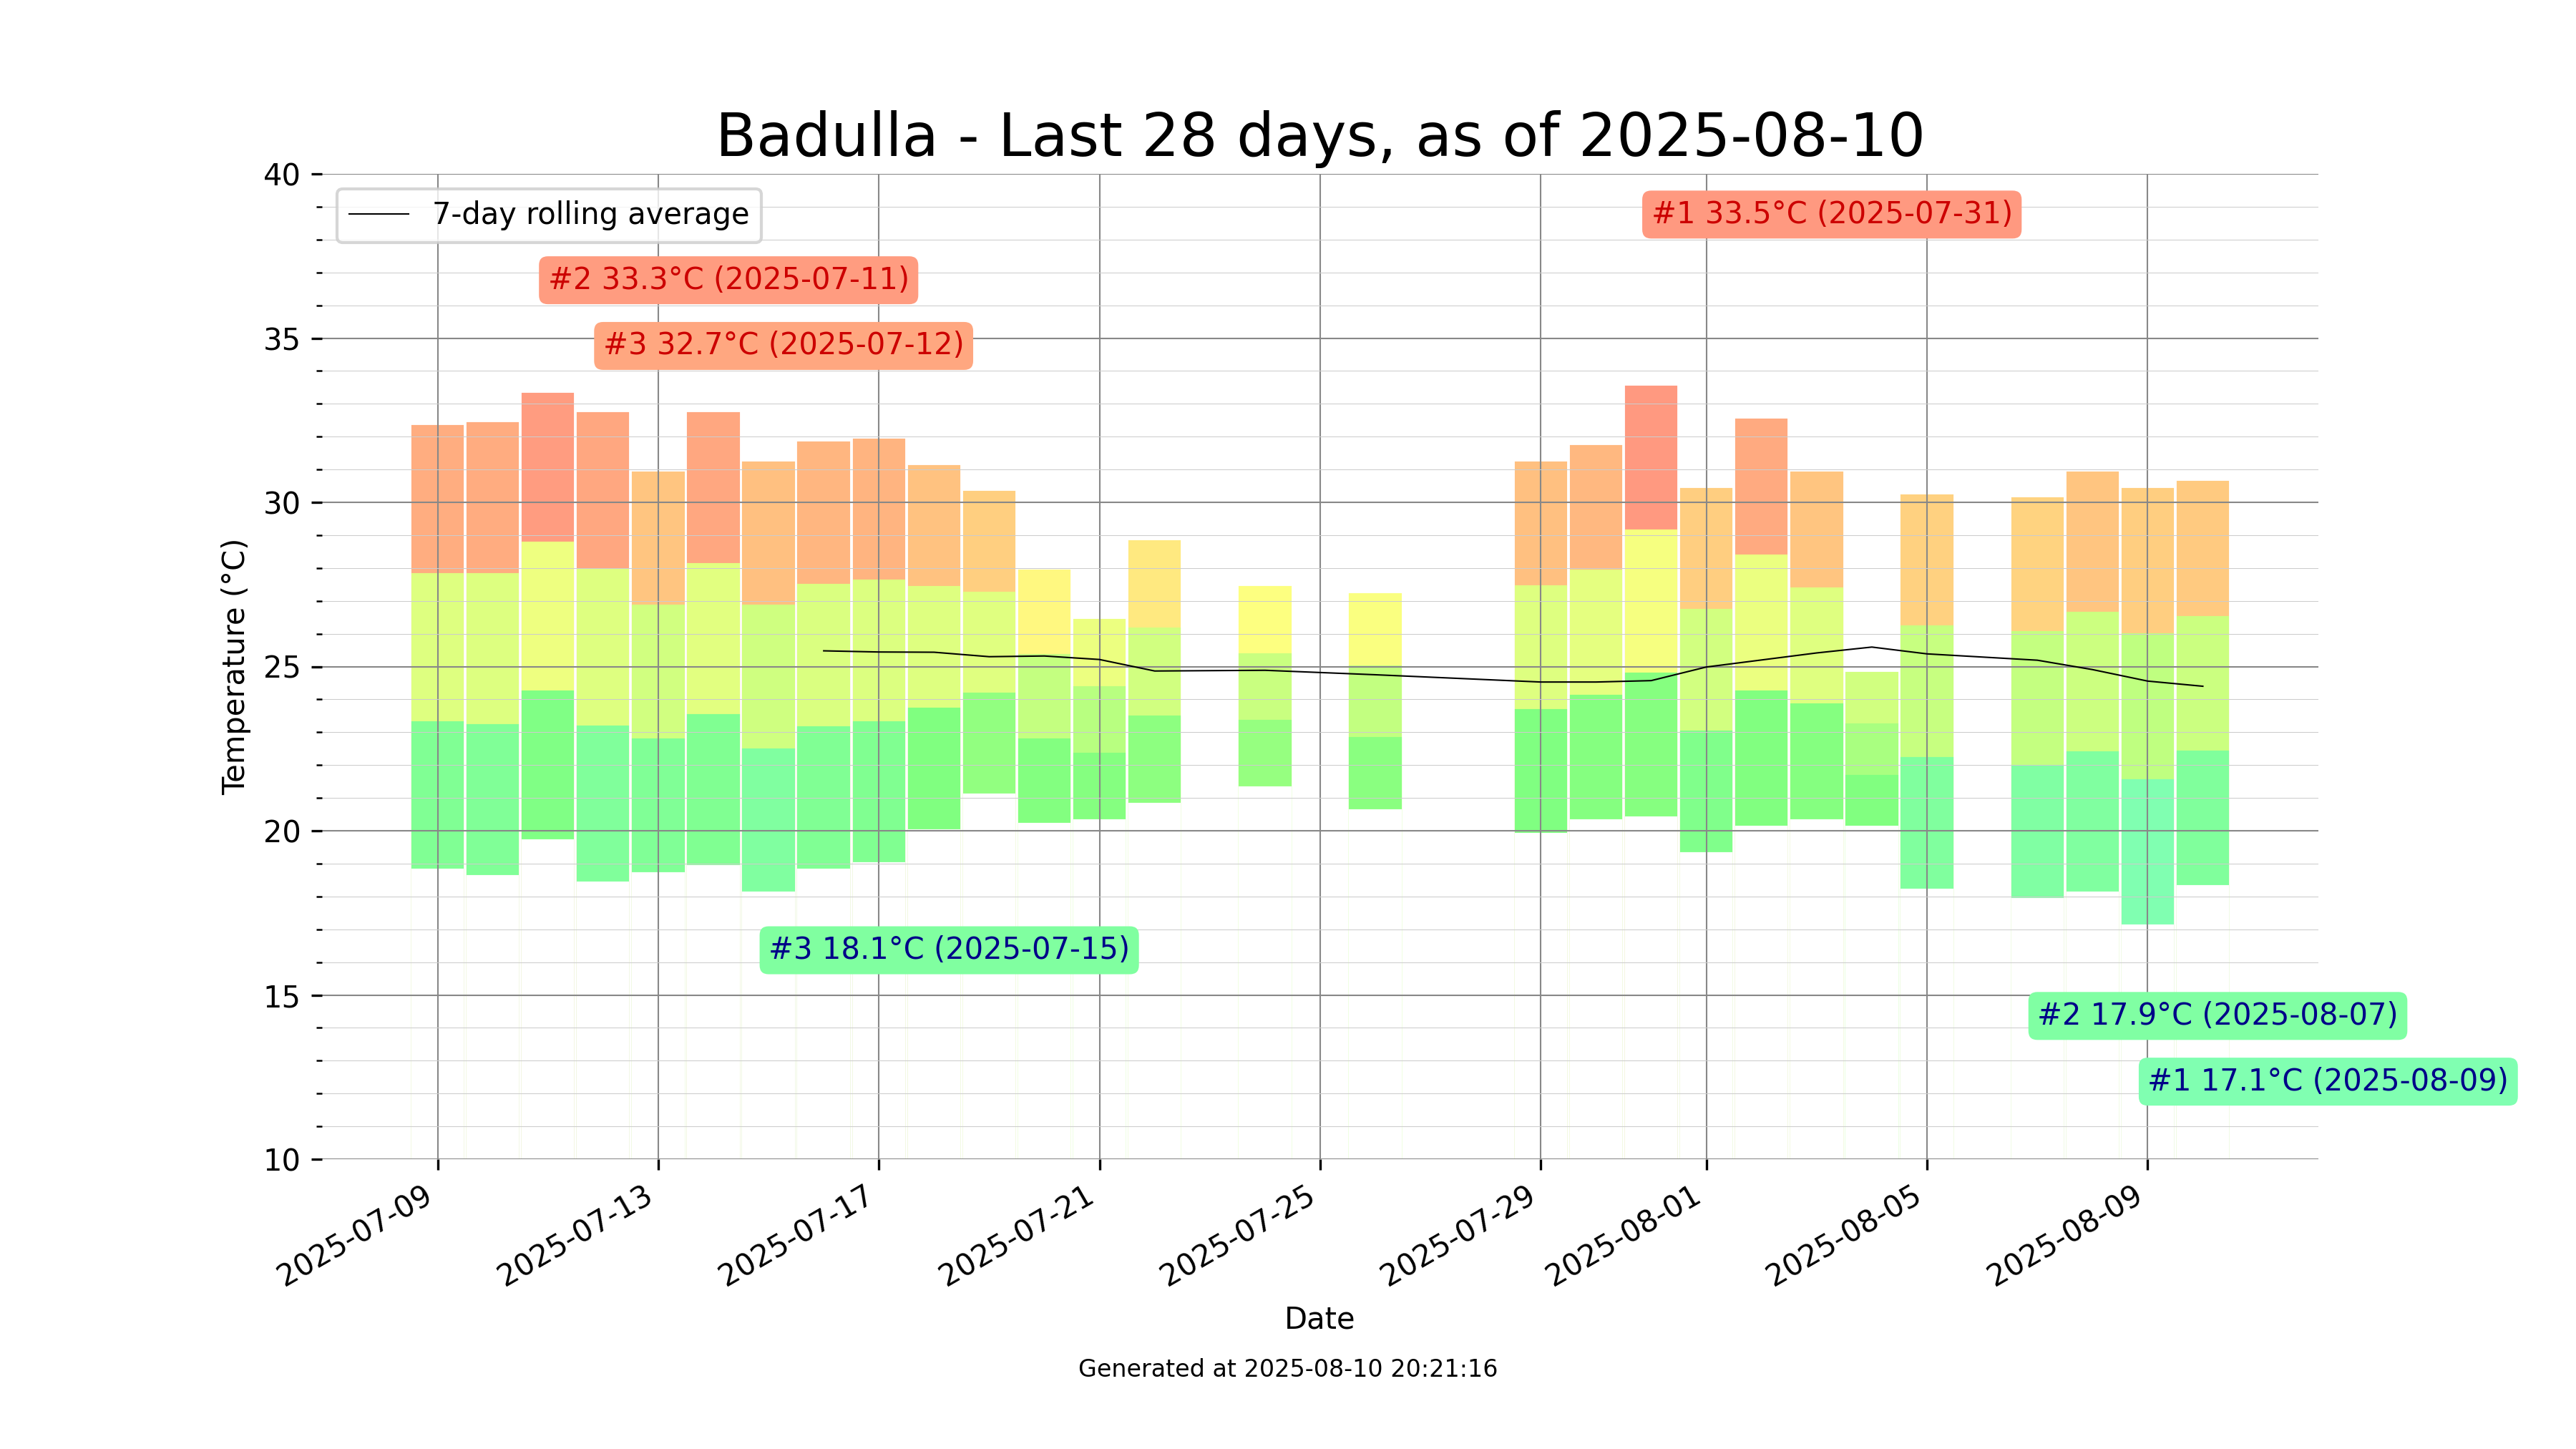 Badulla - Last 28 days, as of 2025-08-10
40
7-day rolling average
#1 33.5°C (2025-07-31)
#2 33.3°C (2025-07-11)
#3 32.7°C (2025-07-12)
35
30
Temperature (°C)
25
20
#3 18.1°C (2025-07-15)
15
#2 17.9°C (2025-08-07)
#1 17.1°C (2025-08-09)
10
2025-07-09
2025-07-13
2025-07-17
2025-07-21
2025-07-25
2025-07-29
2025-08-01
2025-08-05
2025-08-09
Date
Generated at 2025-08-10 20:21:16